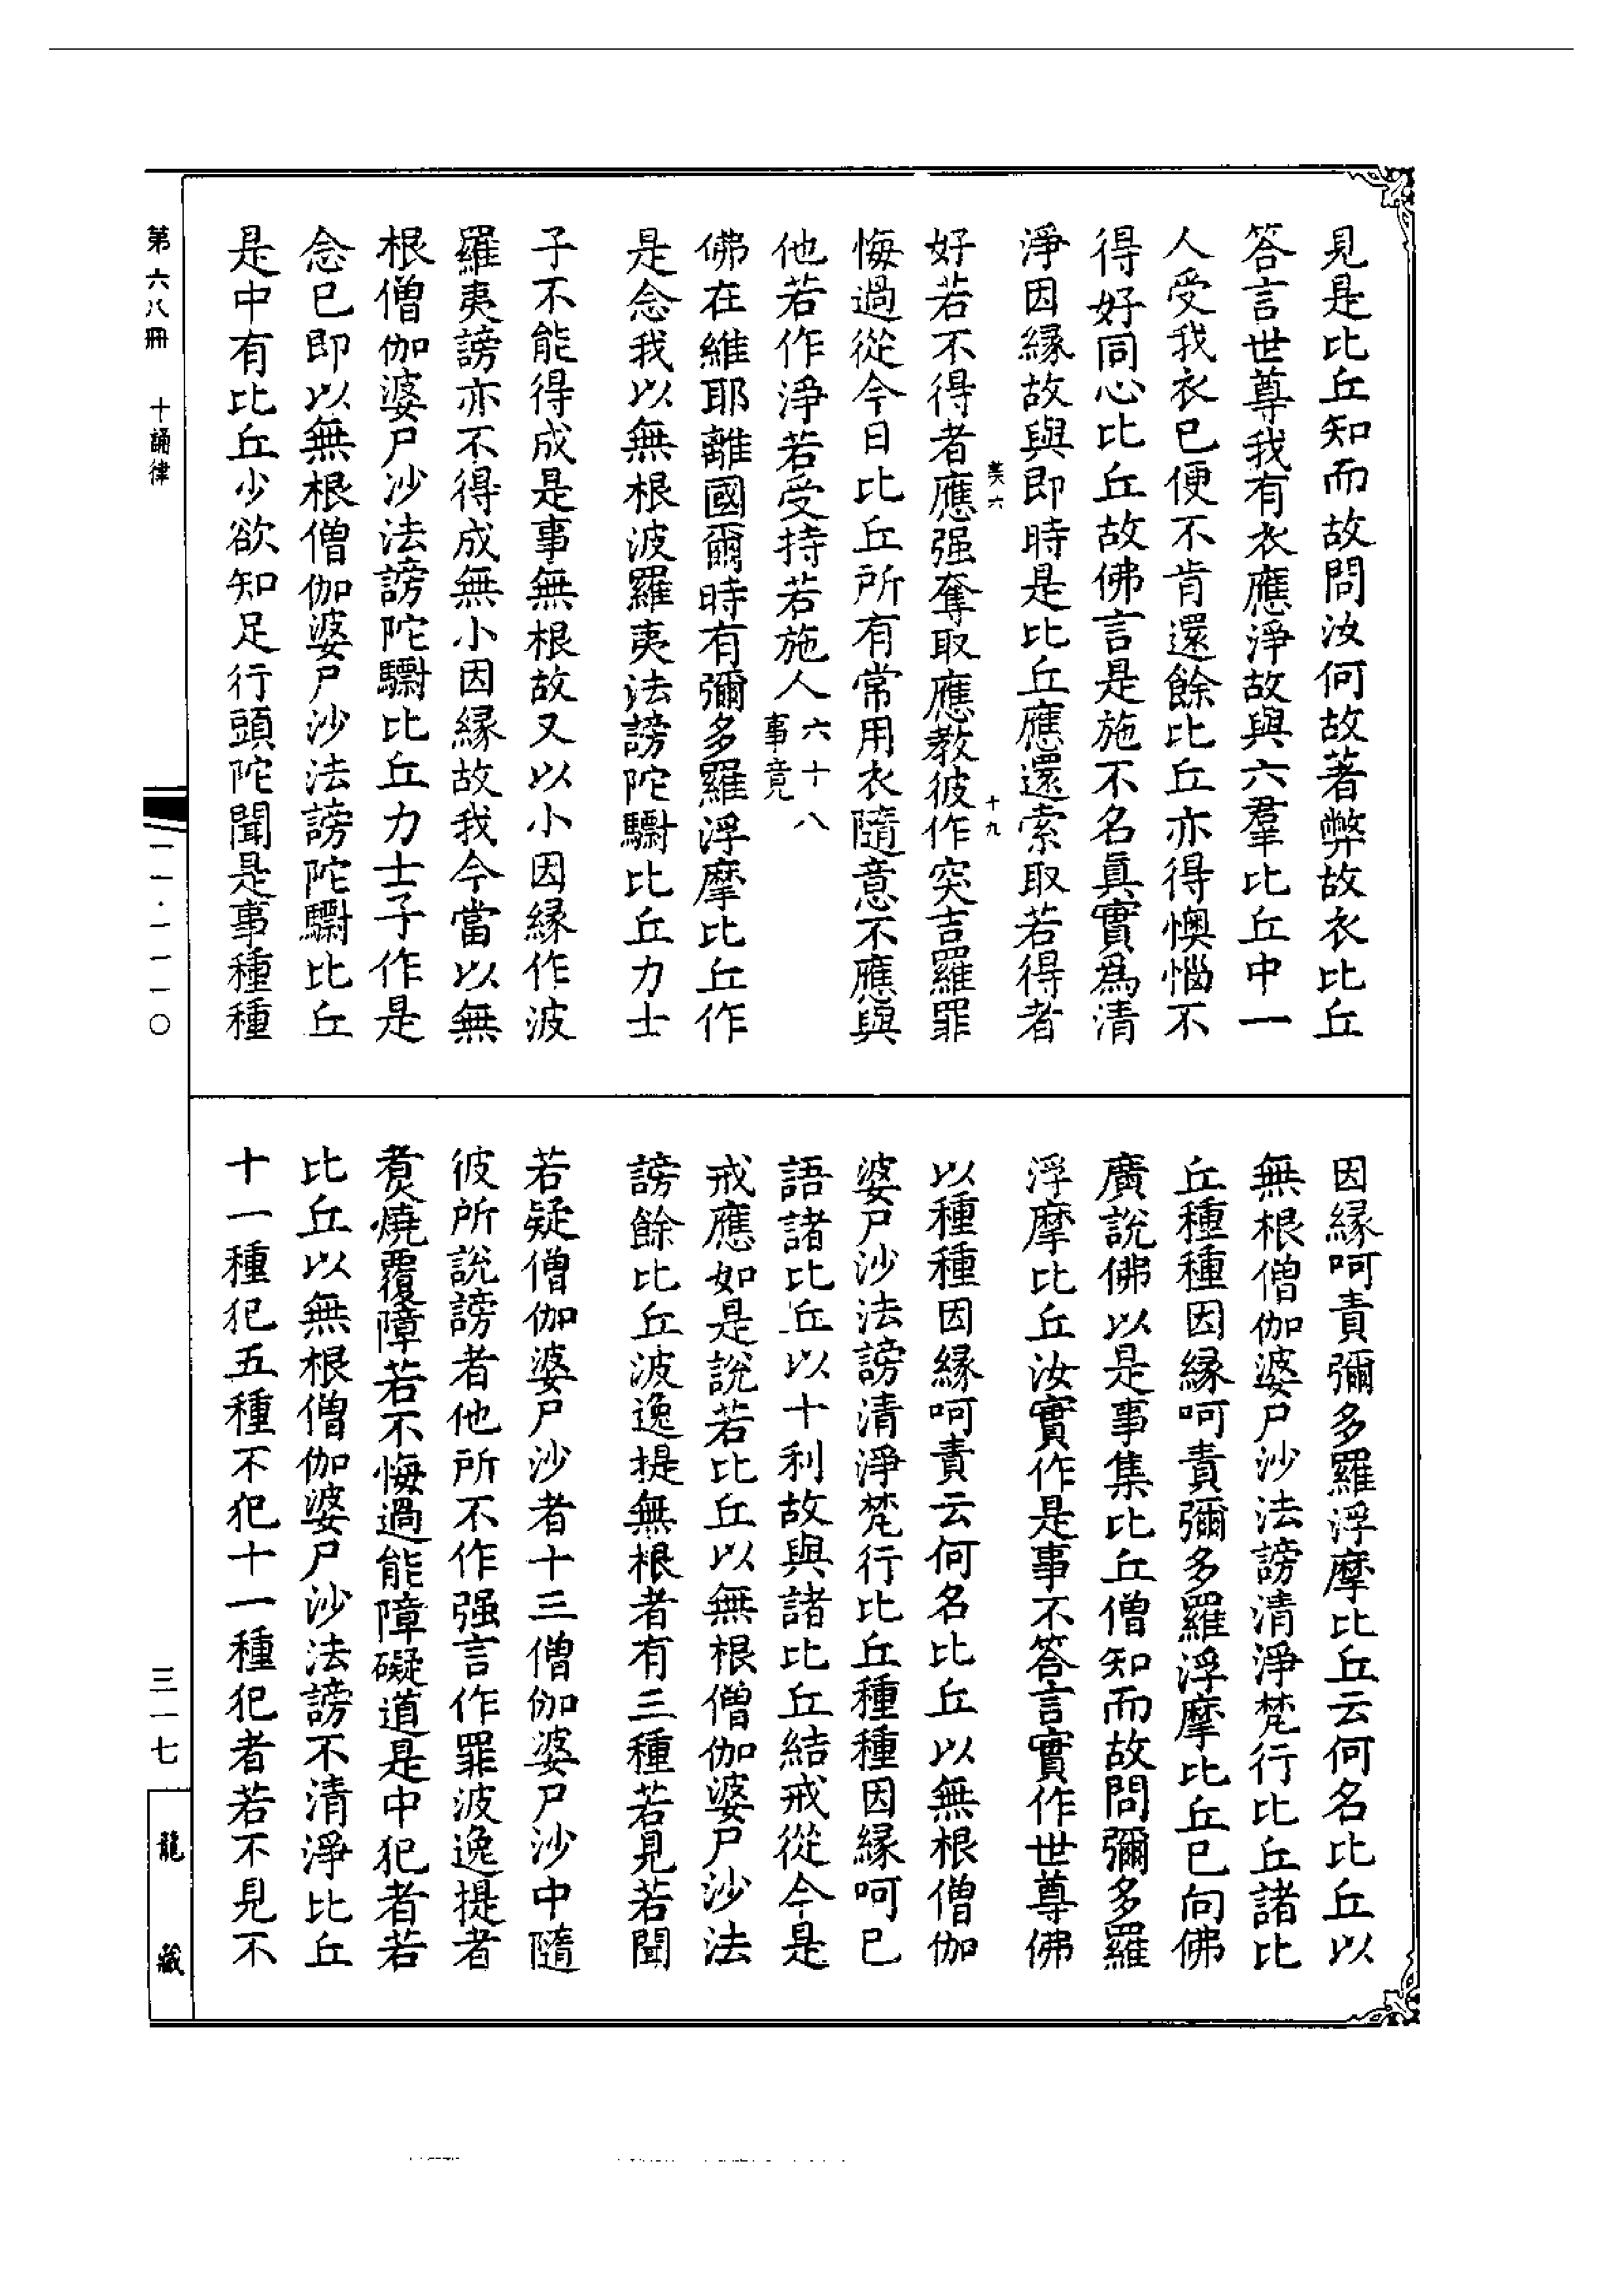 見是比丘知而故問汝何故著弊故衣比丘
答言世尊我有衣應淨故與六羣比丘中一
人受我衣已便不肯還餘比丘亦得懊惱不
得好同心比丘故佛言是施不名眞實爲清
淨因緣故與即時是比丘應還索取若得者
英六 十九
好若不得者應强奪取應教彼作突吉羅罪
悔過從今日比丘所有常用衣隨意不應與
他若作淨若受持若施人六十八事竟
佛在維耶離國爾時有彌多羅浮摩比丘作
是念我以無根波羅夷法謗陀驃比丘力士
子不能得成是事無根故又以小因緣作波
羅夷謗亦不得成無小因緣故我今當以無
根僧伽婆尸沙法謗陀驃比丘力士子作是
念已即以無根僧伽婆尸沙法謗陀驃比丘
是中有比丘少欲知足行頭陀聞是事種種
因緣呵責彌多羅浮摩比丘云何名比丘以
無根僧伽婆尸沙法謗清淨梵行比丘諸比
丘種種因緣呵責彌多羅浮摩比丘已向佛
廣說佛以是事集比丘僧知而故問彌多羅
浮摩比丘汝實作是事不答言實作世尊佛
以種種因緣呵責云何名比丘以無根僧伽
婆尸沙法謗清淨梵行比丘種種因緣呵已
語諸比丘以十利故與諸比丘結戒從今是
戒應如是說若比丘以無根僧伽婆尸沙法
謗餘比丘波逸提無根者有三種若見若聞
若疑僧伽婆尸沙者十三僧伽婆尸沙中隨
彼所說謗者他所不作强言作罪波逸提者
煑燒覆障若不悔過能障礙道是中犯者若
比丘以無根僧伽婆尸沙法謗不清淨比丘
十一種犯五種不犯十一種犯者若不見不
第六八冊 十誦律
一一·一一一〇
三一七
龍藏